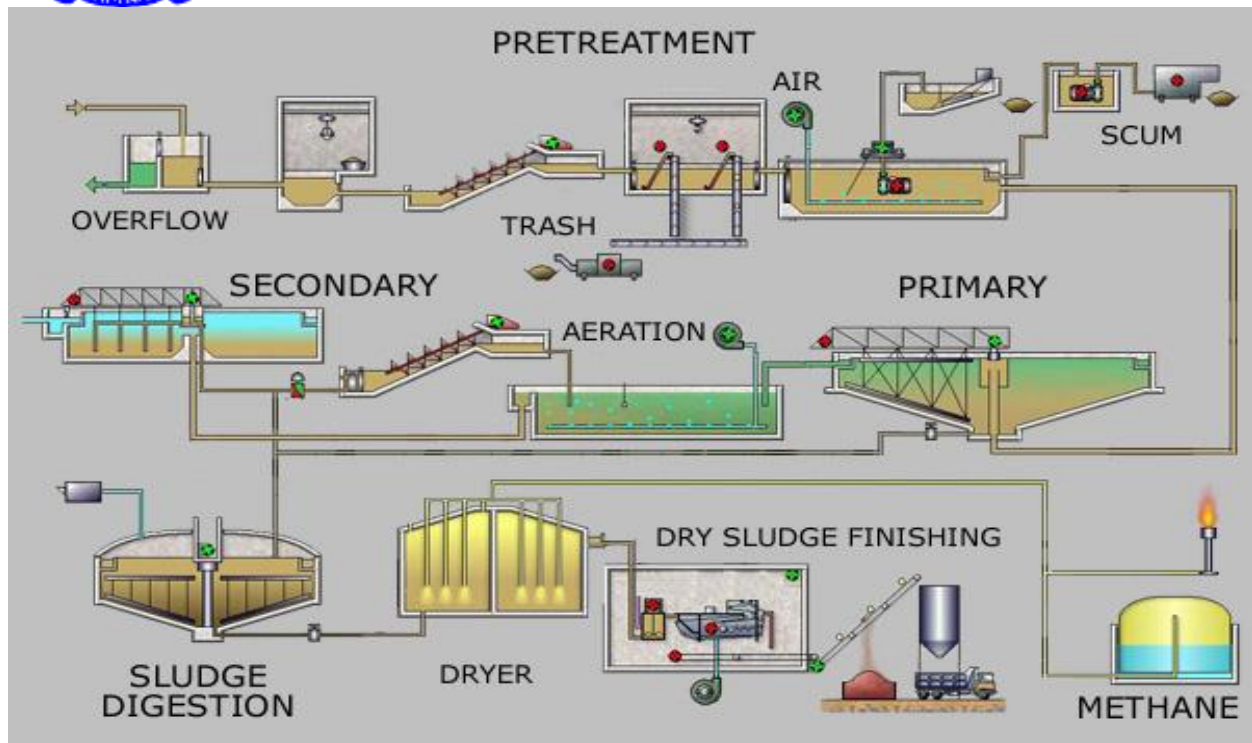 PRETREATMENT
AIR
SCUM
OVERFLOW
TRASH
SECONDARY
PRIMARY
AERATION
DRY SLUDGE FINISHING
SLUDGE
DIGESTION
DRYER
METHANE